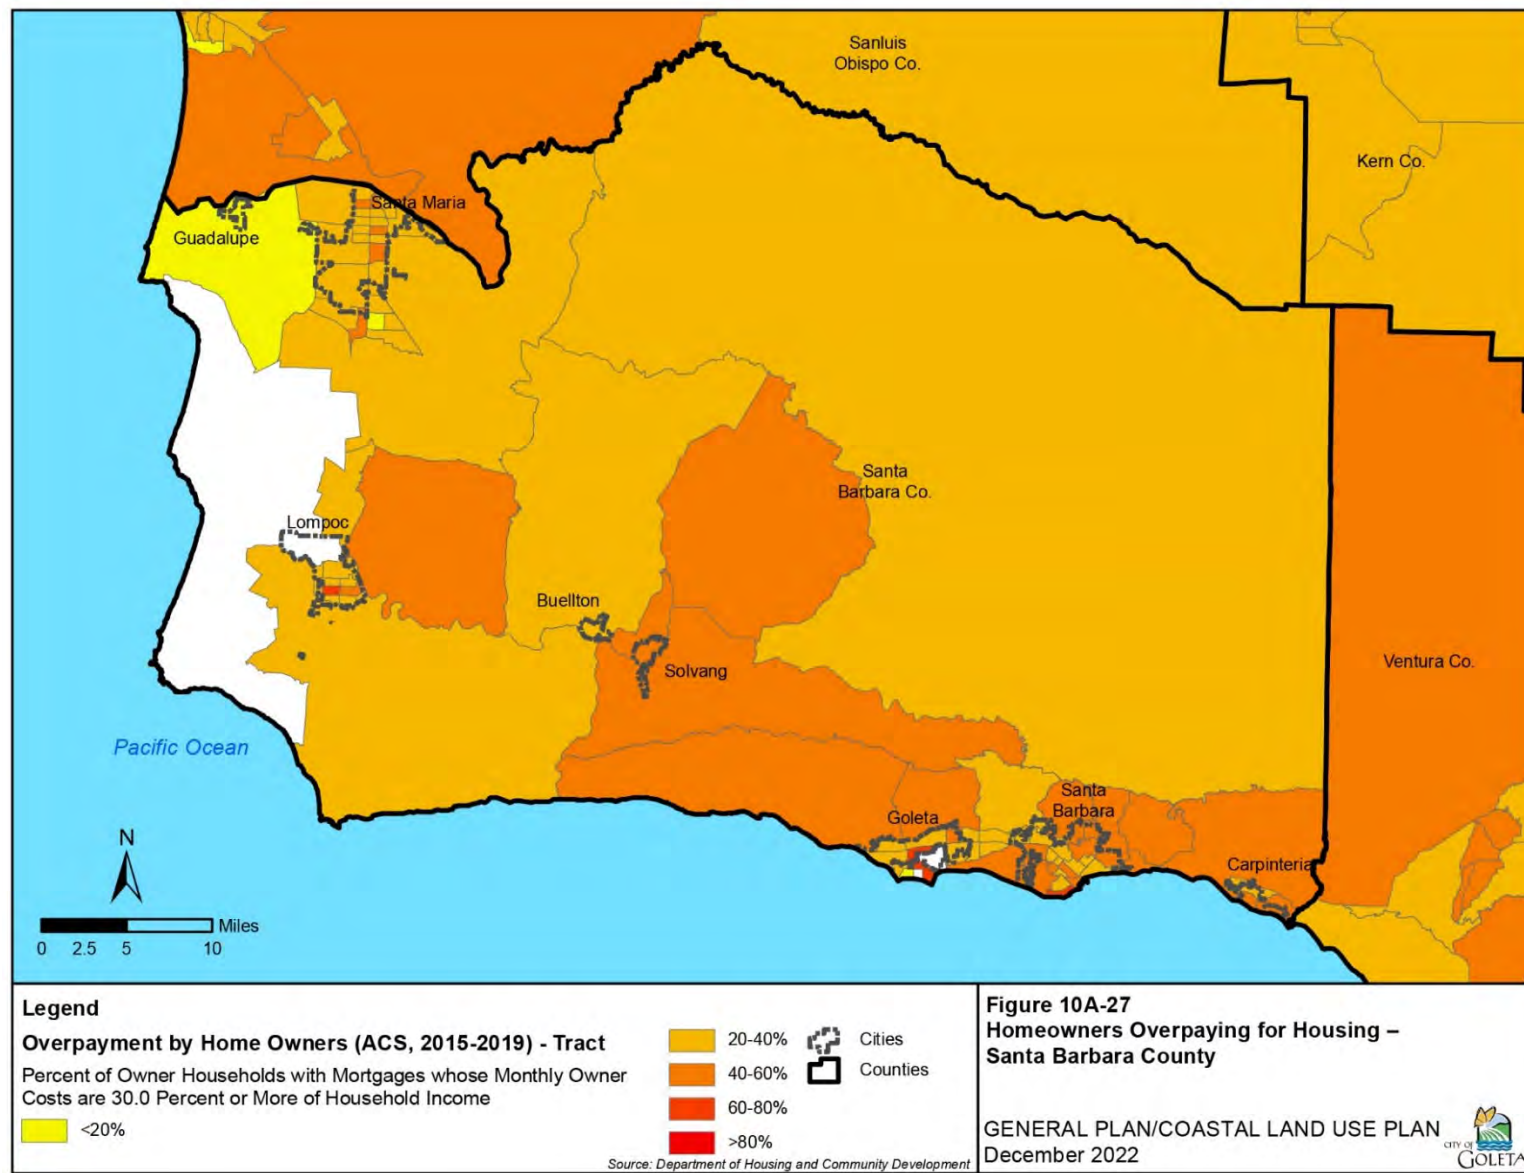 Sanluis
Obispo Co.
Kern Co.
Santa Maria
Guadalupe
Santa
Barbara Co.
Lompoc
Buellton
Solvang
Ventura Co.
Pacific Ocean
Santa
Barbara
Goleta
Carpinteria
N
Miles
0 2.5 5 10
Legend
Overpayment by Home Owners (ACS, 2015-2019) - Tract
Percent of Owner Households with Mortgages whose Monthly Owner
Costs are 30.0 Percent or More of Household Income
<20%
20-40%
40-60%
60-80%
>80%
Cities
Counties
Source: Department of Housing and Community Development
Figure 10A-27
Homeowners Overpaying for Housing –
Santa Barbara County
GENERAL PLAN/COASTAL LAND USE PLAN
December 2022
CITY OF
GOLETA